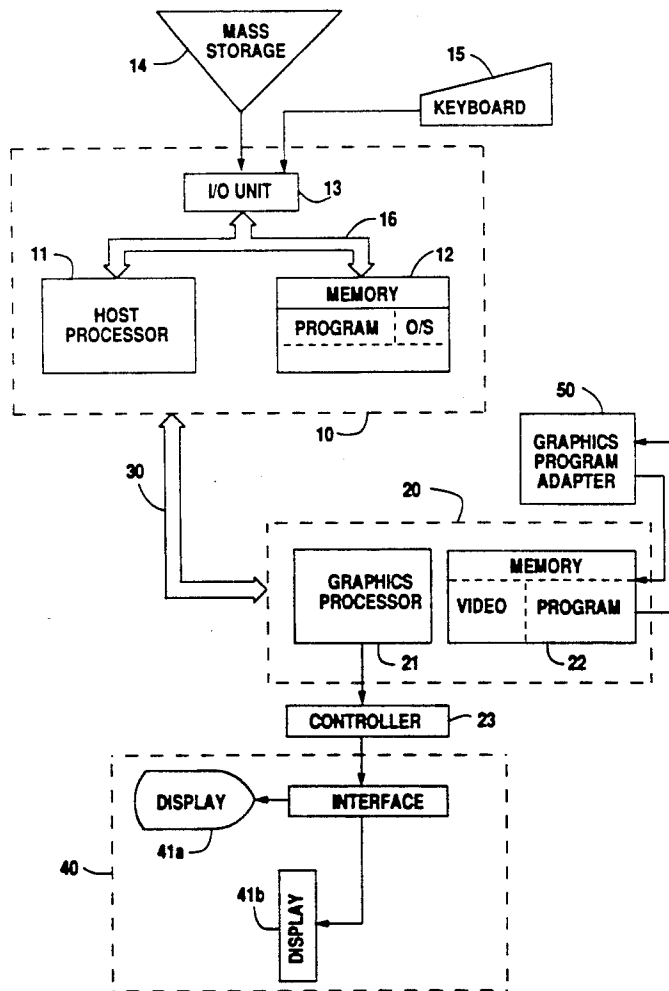 MASS
STORAGE
14
15
KEYBOARD
I/O UNIT
13
16
11
12
HOST
PROCESSOR
MEMORY
PROGRAM
O/S
10
50
GRAPHICS
PROGRAM
ADAPTER
30
20
GRAPHICS
PROCESSOR
MEMORY
VIDEO
PROGRAM
21
22
CONTROLLER
23
DISPLAY
INTERFACE
41a
40
41b
DISPLAY